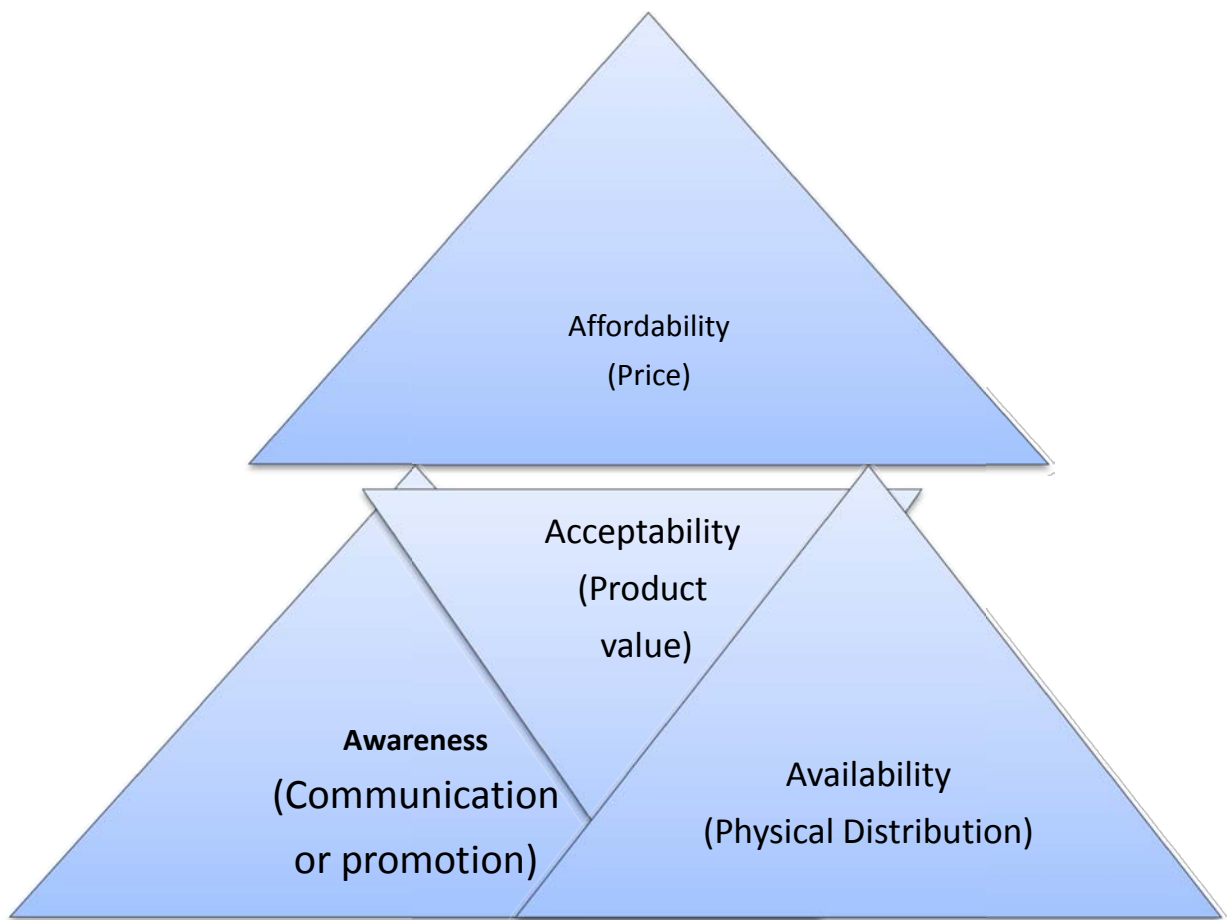 Affordability
(Price)
Acceptability
(Product
value)
Awareness
(Communication
or promotion)
Availability
(Physical Distribution)